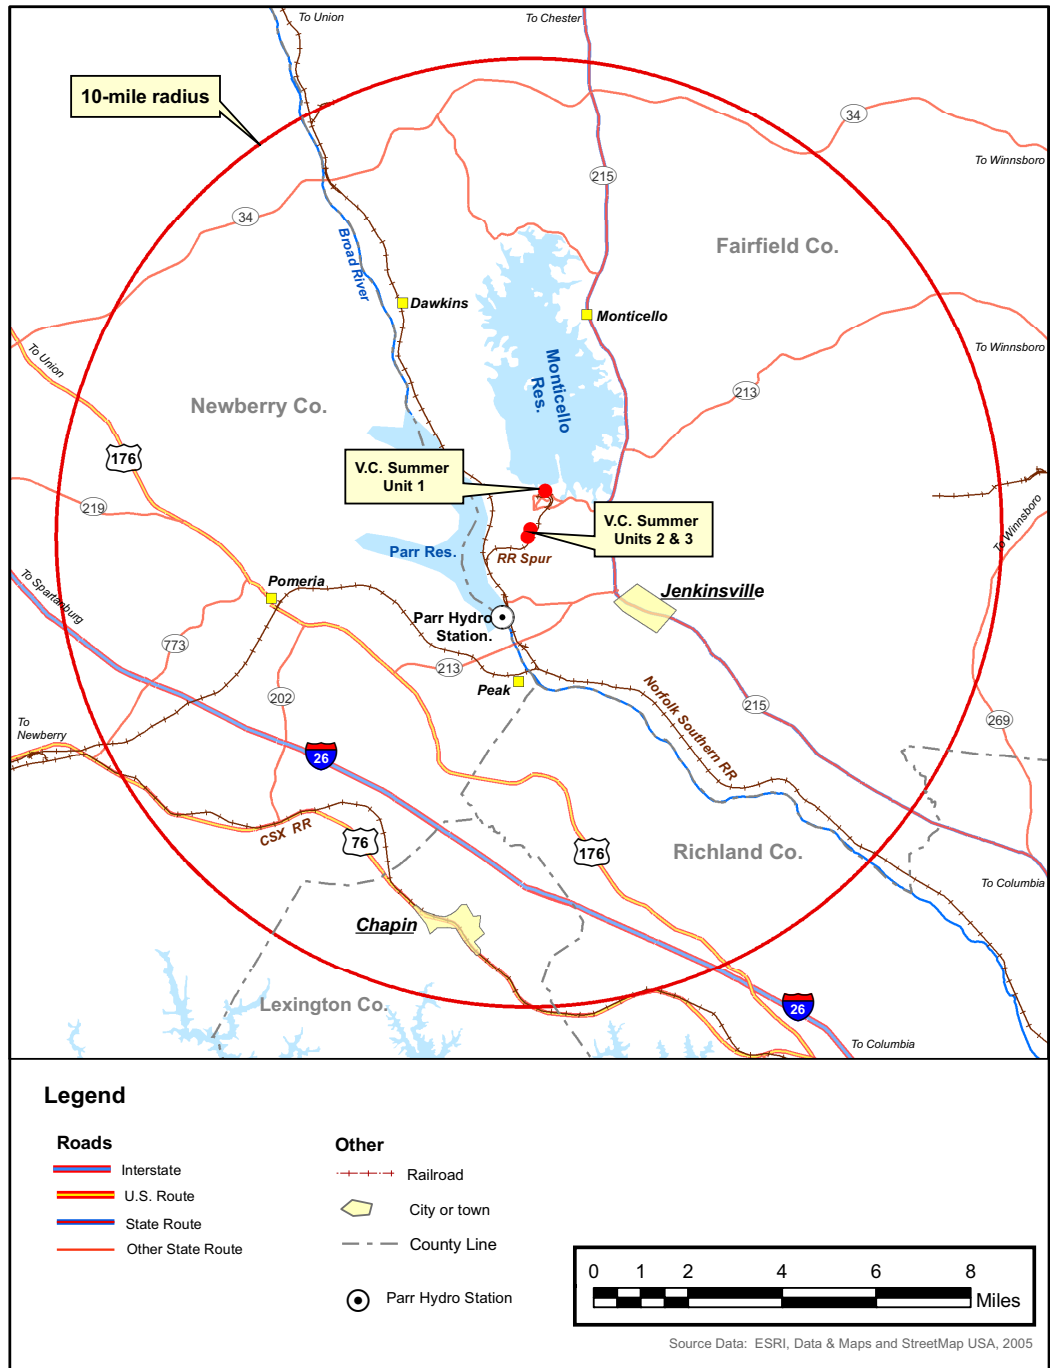 To Union
To Chester
10-mile radius
34
To Winnsboro
215
34
Fairfield Co.
Broad River
Dawkins
Monticello
To Union
To Winnsboro
Monticello
Res.
213
Newberry Co.
176
V.C. Summer
Unit 1
219
V.C. Summer
Units 2 & 3
To Winnsboro
Parr Res.
RR Spur
To Spartanburg
Pomeria
Jenkinsville
Parr Hydro
Station.
773
213
Peak
202
Norfolk Southern RR
215
269
To
Newberry
26
CSX RR
76
176
Richland Co.
To Columbia
Chapin
Lexington Co.
26
To Columbia
Legend
Roads
Interstate
U.S. Route
State Route
Other State Route
Other
Railroad
City or town
County Line
Parr Hydro Station
0 1 2 4 6 8
Miles
Source Data: ESRI, Data & Maps and StreetMap USA, 2005